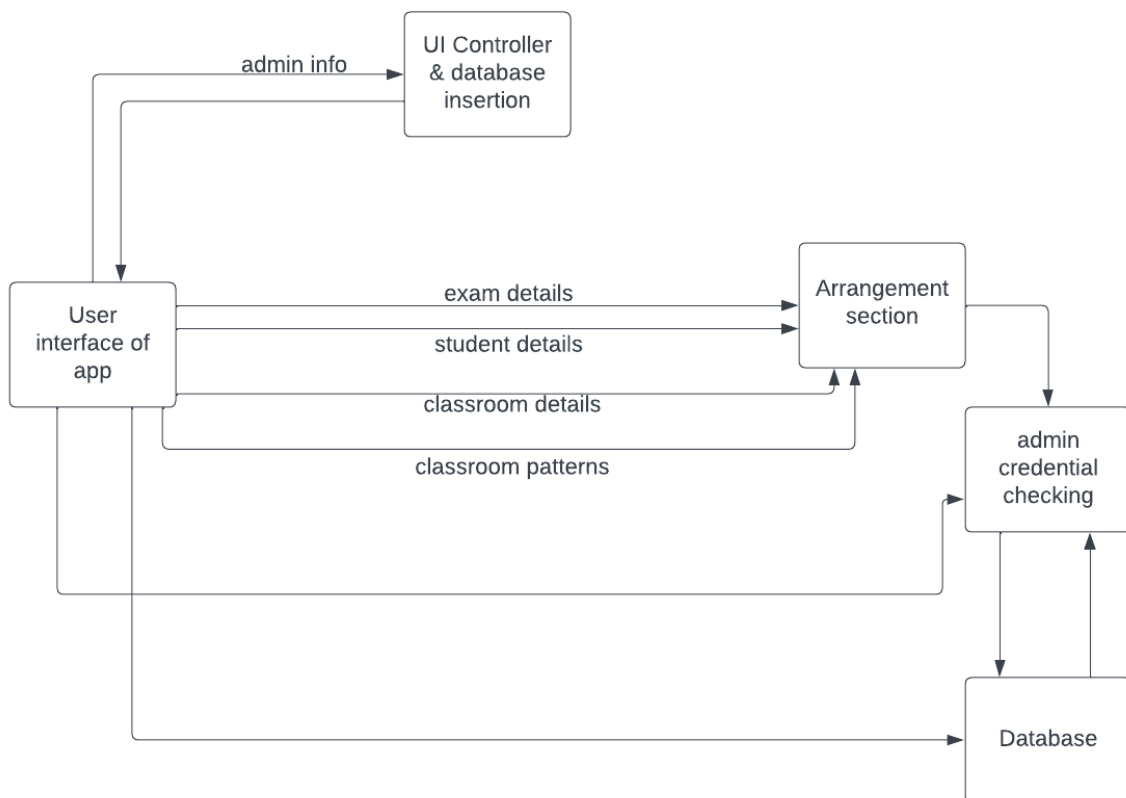 UI Controller
& database
insertion
admin info
User
interface of
app
exam details
student details
classroom details
classroom patterns
Arrangement
section
admin
credential
checking
Database